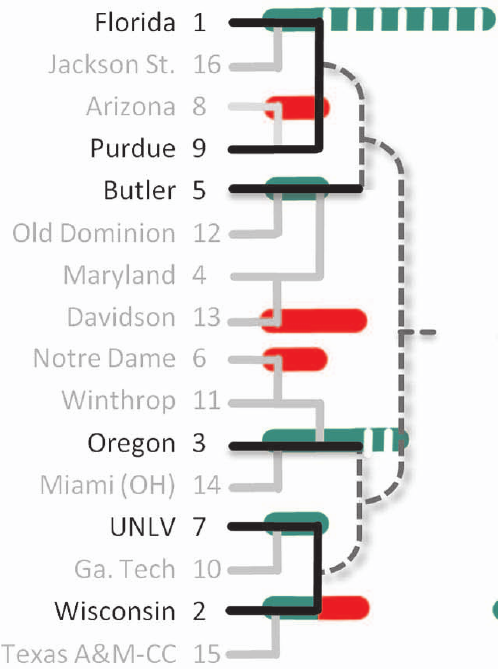 Florida 1
Jackson St. 16
Arizona 8
Purdue 9
Butler 5
Old Dominion 12
Maryland 4
Davidson 13
Notre Dame 6
Winthrop 11
Oregon 3
Miami (OH) 14
UNLV 7
Ga. Tech 10
Wisconsin 2
Texas A&M-CC 15